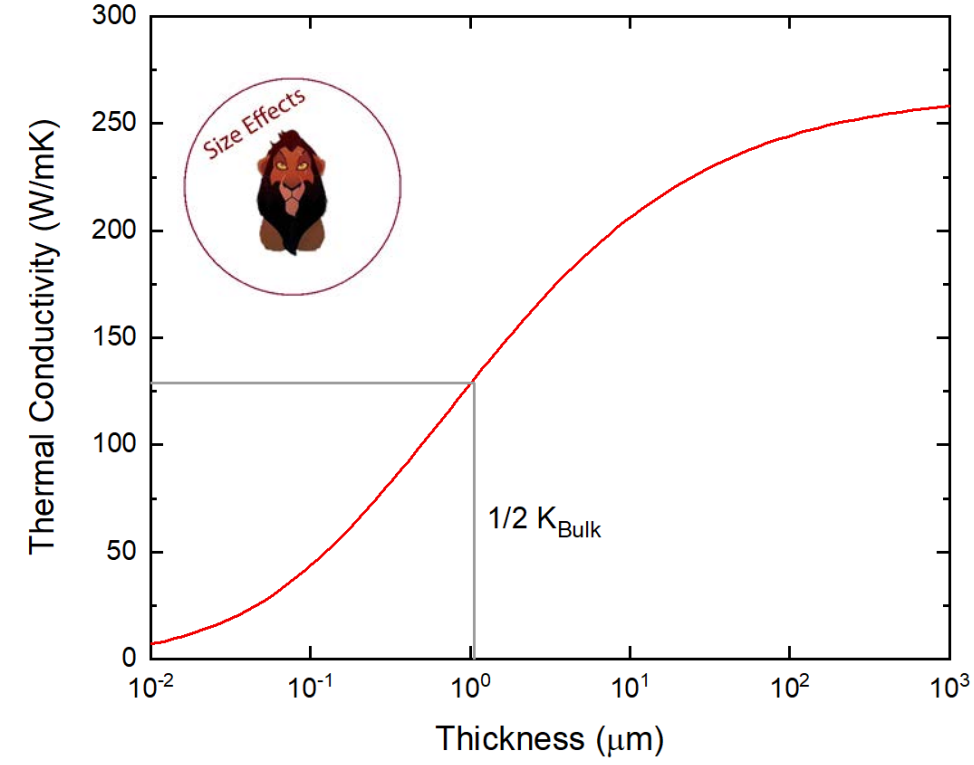 300
250
200
150
100
50
0
Size Effects
1/2 K_Bulk
10⁻² 10⁻¹ 10⁰ 10¹ 10² 10³
Thermal Conductivity (W/mK)
Thickness (μm)